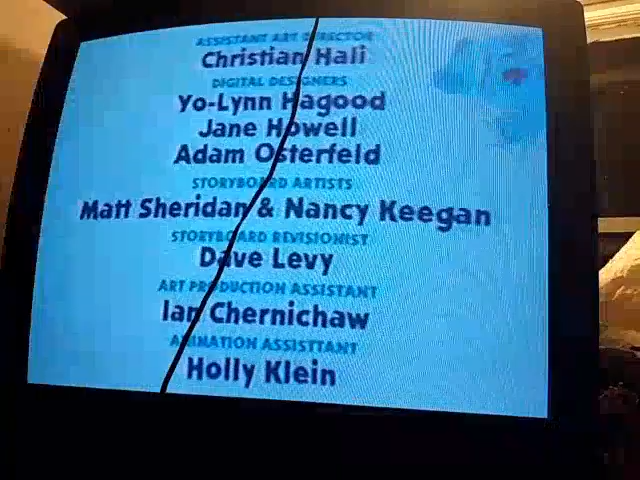 ASSISTANT ART DIRECTOR
Christian Hali
DIGITAL DESIGNERS
Yo-Lynn Hagood
Jane Howell
Adam Osterfeld
STORYBOARD ARTISTS
Matt Sheridan & Nancy Keegan
STORYBOARD REVISIONIST
Dave Levy
ART PRODUCTION ASSISTANT
Ian Chernichaw
ANIMATION ASSISTTANT
Holly Klein